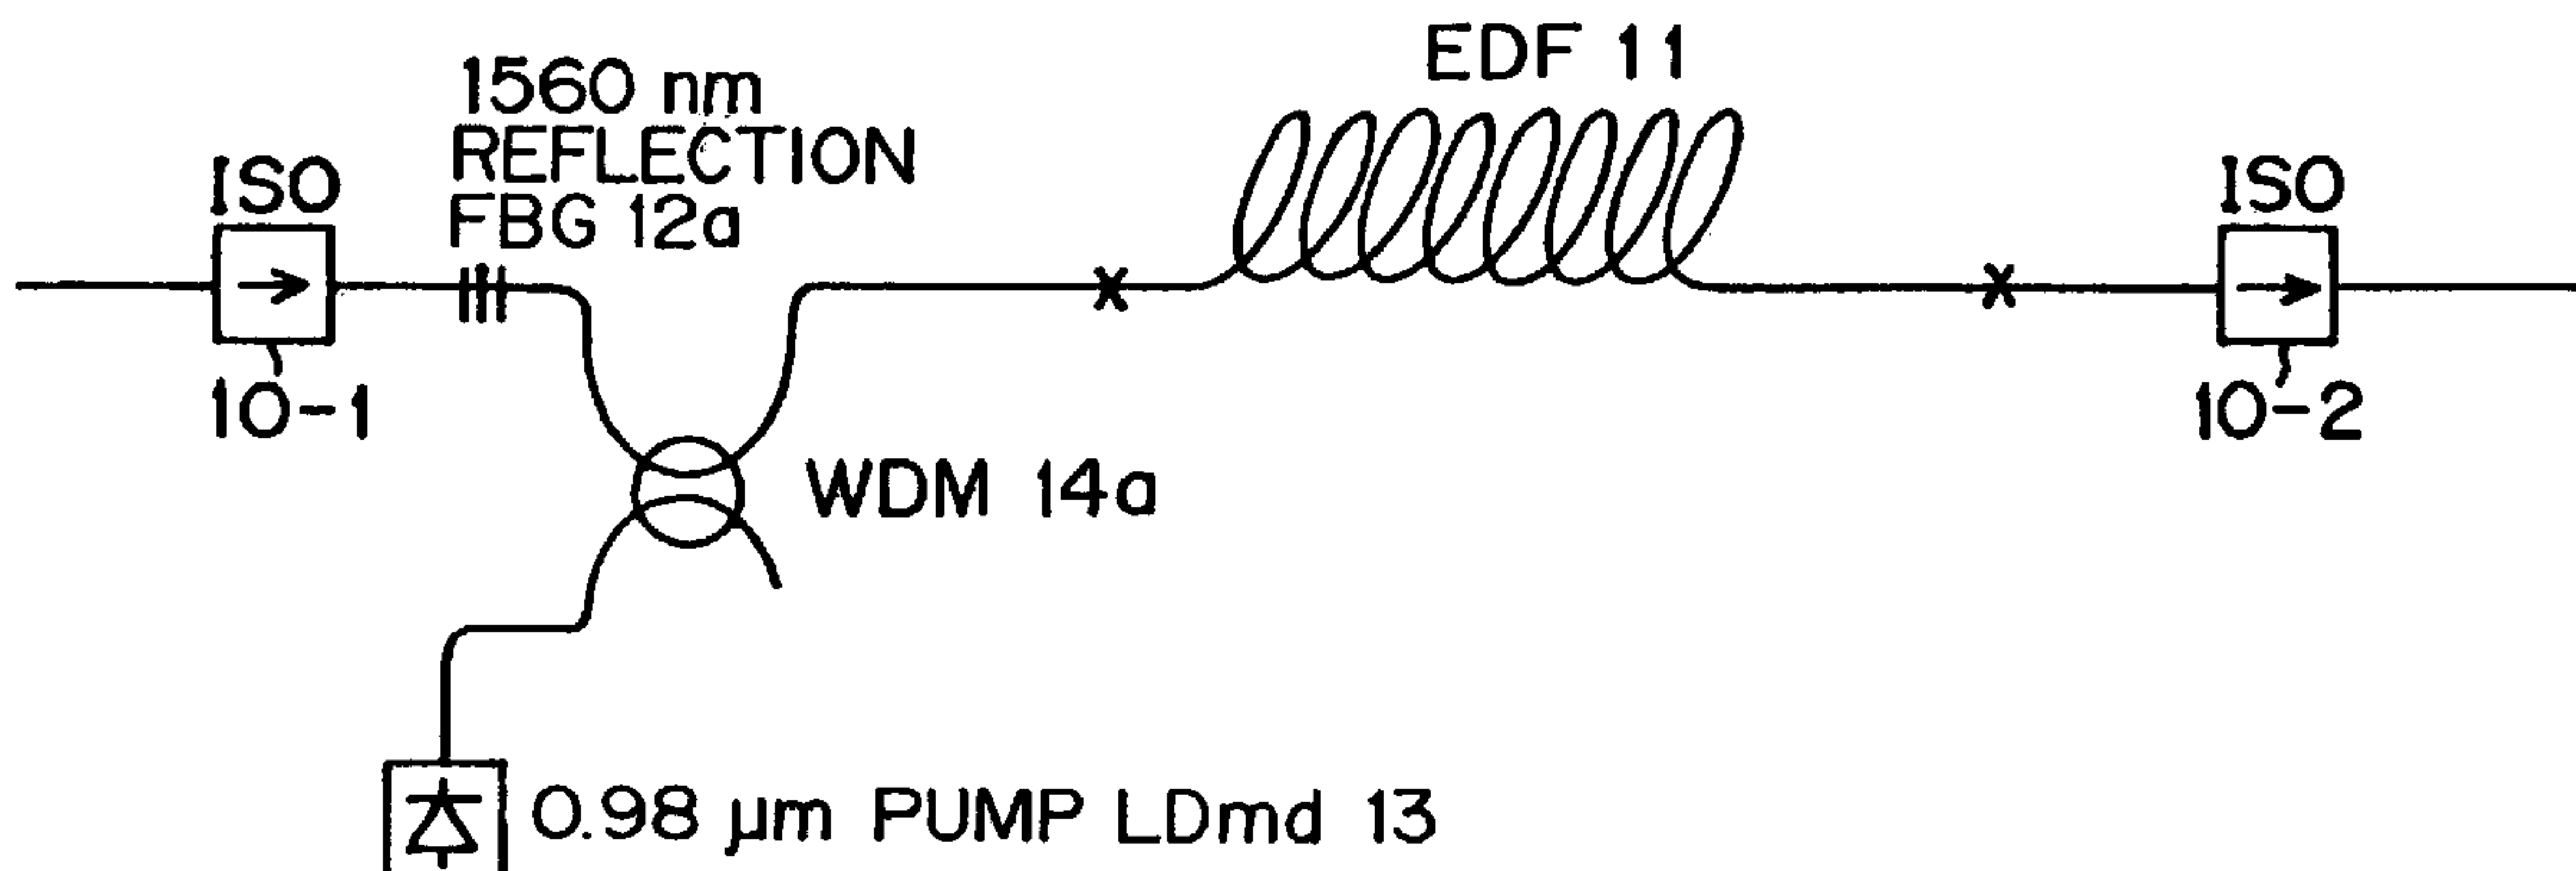 EDF 11
1560 nm
REFLECTION
FBG 12a
ISO
ISO
10-1
10-2
WDM 14a
0.98 μm PUMP LDmd 13